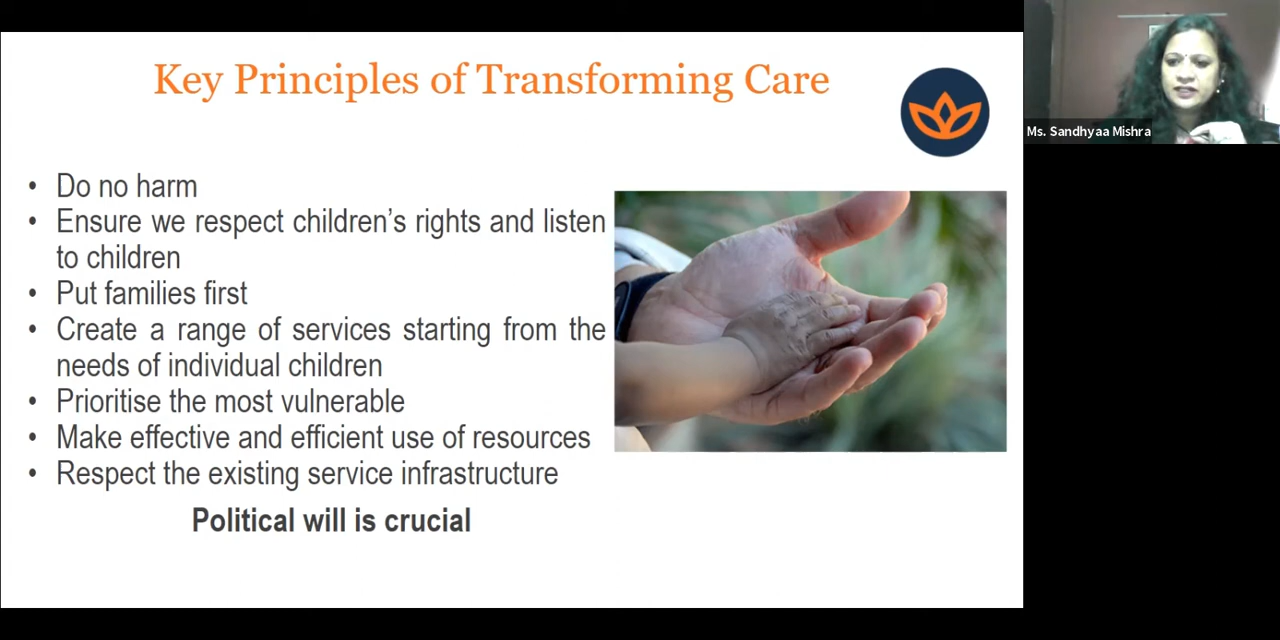 Key Principles of Transforming Care
Ms. Sandhyaa Mishra
• Do no harm
• Ensure we respect children's rights and listen
to children
• Put families first
• Create a range of services starting from the
needs of individual children
• Prioritise the most vulnerable
• Make effective and efficient use of resources
• Respect the existing service infrastructure
Political will is crucial